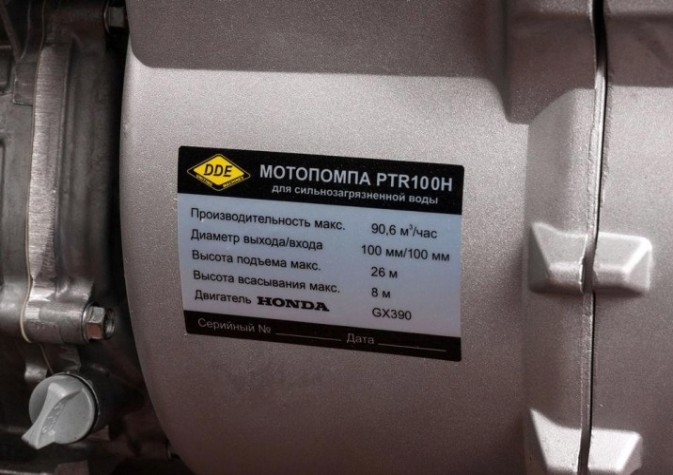 DDE
МОТОПОМПА PTR100H
для сильнозагрязненной воды
Производительность макс. 90,6 м³/час
Диаметр выхода/входа 100 мм/100 мм
Высота подъема макс. 26 м
Высота всасывания макс. 8 м
Двигатель HONDA GX390
Серийный № Дата